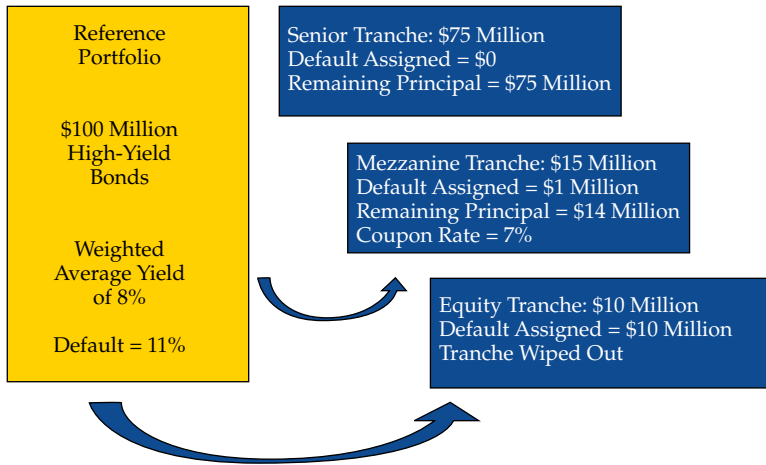 Reference
Portfolio
$100 Million
High-Yield
Bonds
Weighted
Average Yield
of 8%
Default = 11%
Senior Tranche: $75 Million
Default Assigned = $0
Remaining Principal = $75 Million
Mezzanine Tranche: $15 Million
Default Assigned = $1 Million
Remaining Principal = $14 Million
Coupon Rate = 7%
Equity Tranche: $10 Million
Default Assigned = $10 Million
Tranche Wiped Out